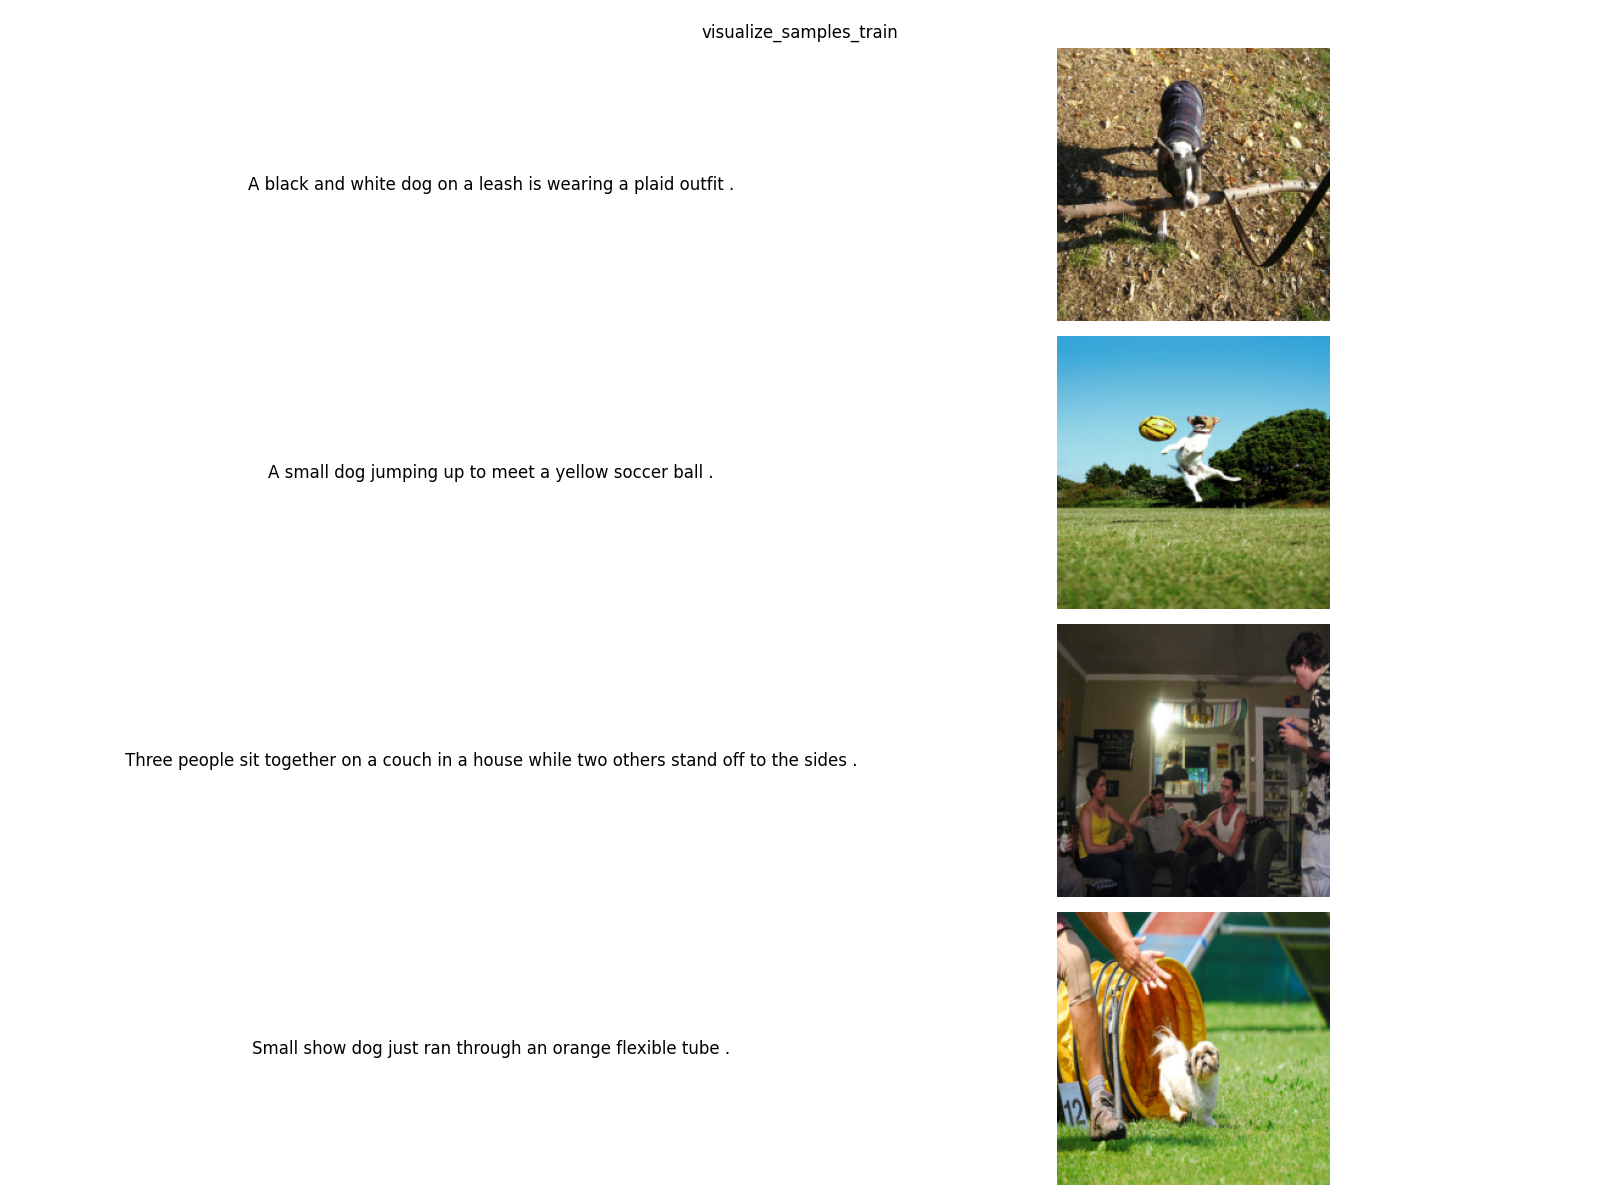 visualize_samples_train
A black and white dog on a leash is wearing a plaid outfit .
A small dog jumping up to meet a yellow soccer ball .
Three people sit together on a couch in a house while two others stand off to the sides .
Small show dog just ran through an orange flexible tube .
12